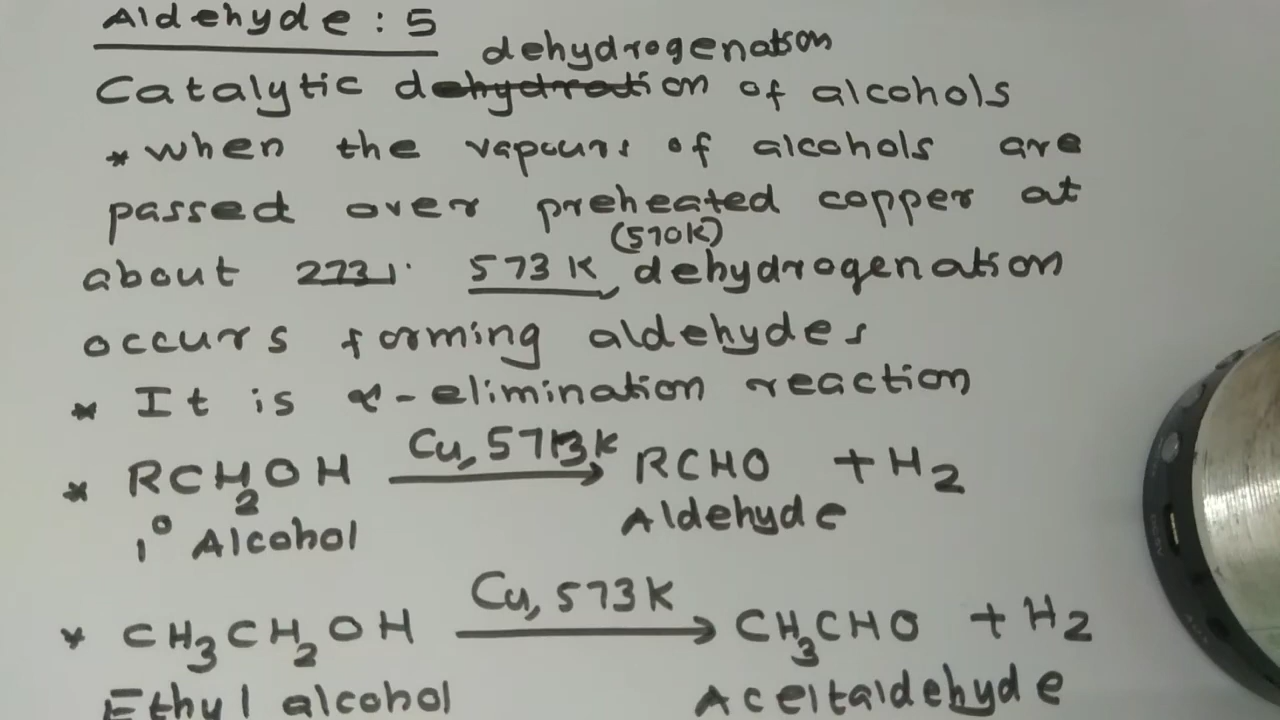 Aldehyde : 5
dehydrogenation
Catalytic dehydration of alcohols
* When the vapours of alcohols are
passed over preheated copper at
(570K)
about 273 573 K, dehydrogenation
occurs forming aldehydes
* It is α-elimination reaction
Cu, 573K
* RCH₂OH → RCHO + H₂
1° Alcohol Aldehyde
Cu, 573K
* CH₃CH₂OH → CH₃CHO + H₂
Ethyl alcohol Aceltaldehyde